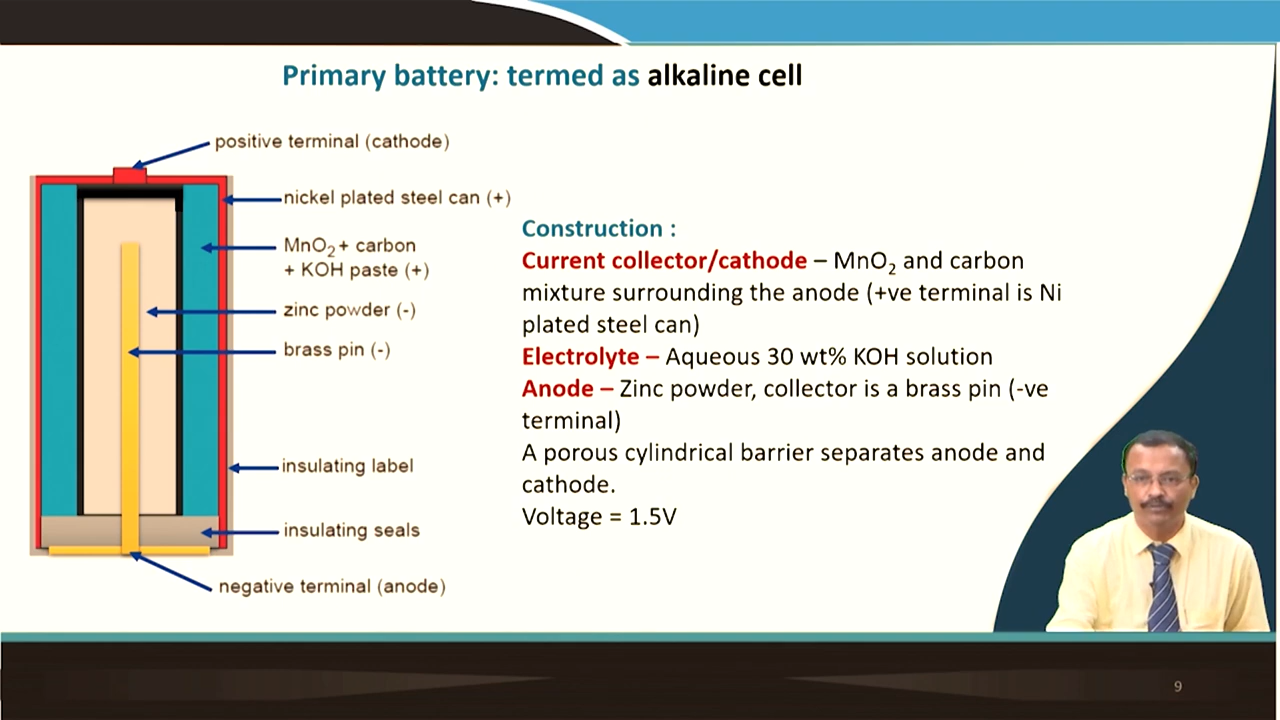 Primary battery: termed as alkaline cell
positive terminal (cathode)
nickel plated steel can (+)
MnO₂ + carbon
+ KOH paste (+)
zinc powder (-)
brass pin (-)
insulating label
insulating seals
negative terminal (anode)
Construction :
Current collector/cathode – MnO₂ and carbon
mixture surrounding the anode (+ve terminal is Ni
plated steel can)
Electrolyte – Aqueous 30 wt% KOH solution
Anode – Zinc powder, collector is a brass pin (-ve
terminal)
A porous cylindrical barrier separates anode and
cathode.
Voltage = 1.5V
9